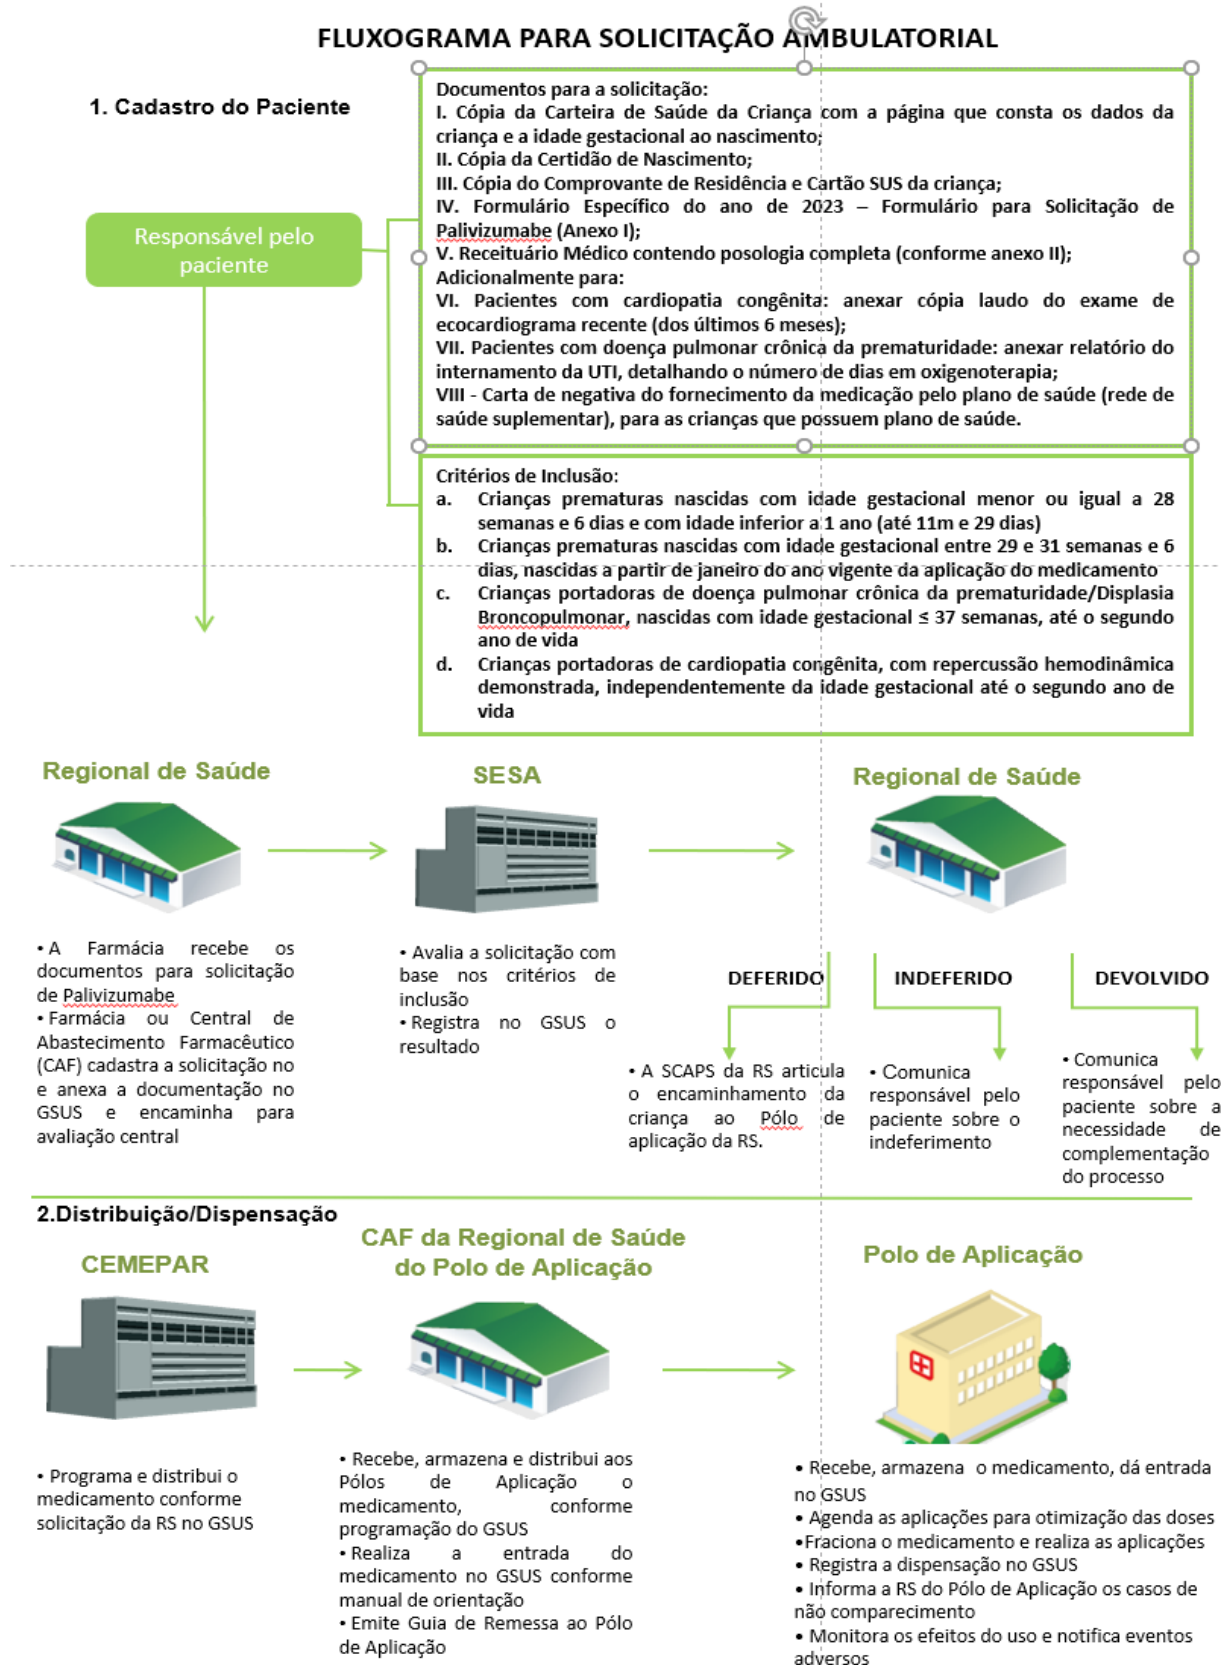 FLUXOGRAMA PARA SOLICITAÇÃO AMBULATORIAL
1. Cadastro do Paciente
Responsável pelo
paciente
Documentos para a solicitação:
I. Cópia da Carteira de Saúde da Criança com a página que consta os dados da
criança e a idade gestacional ao nascimento;
II. Cópia da Certidão de Nascimento;
III. Cópia do Comprovante de Residência e Cartão SUS da criança;
IV. Formulário Específico do ano de 2023 – Formulário para Solicitação de
Palivizumabe (Anexo I);
V. Receituário Médico contendo posologia completa (conforme anexo II);
Adicionalmente para:
VI. Pacientes com cardiopatia congênita: anexar cópia laudo do exame de
ecocardiograma recente (dos últimos 6 meses);
VII. Pacientes com doença pulmonar crônica da prematuridade: anexar relatório do
internamento da UTI, detalhando o número de dias em oxigenoterapia;
VIII - Carta de negativa do fornecimento da medicação pelo plano de saúde (rede de
saúde suplementar), para as crianças que possuem plano de saúde.
Critérios de Inclusão:
a. Crianças prematuras nascidas com idade gestacional menor ou igual a 28
semanas e 6 dias e com idade inferior a 1 ano (até 11m e 29 dias)
b. Crianças prematuras nascidas com idade gestacional entre 29 e 31 semanas e 6
dias, nascidas a partir de janeiro do ano vigente da aplicação do medicamento
c. Crianças portadoras de doença pulmonar crônica da prematuridade/Displasia
Broncopulmonar, nascidas com idade gestacional ≤ 37 semanas, até o segundo
ano de vida
d. Crianças portadoras de cardiopatia congênita, com repercussão hemodinâmica
demonstrada, independentemente da idade gestacional até o segundo ano de
vida
Regional de Saúde
• A Farmácia recebe os
documentos para solicitação
de Palivizumabe
• Farmácia ou Central de
Abastecimento Farmacêutico
(CAF) cadastra a solicitação no
e anexa a documentação no
GSUS e encaminha para
avaliação central
SESA
• Avalia a solicitação com
base nos critérios de
inclusão
• Registra no GSUS o
resultado
Regional de Saúde
DEFERIDO
• A SCAPS da RS articula
o encaminhamento da
criança ao Pólo de
aplicação da RS.
INDEFERIDO
• Comunica
responsável pelo
paciente sobre o
indeferimento
DEVOLVIDO
• Comunica
responsável pelo
paciente sobre a
necessidade de
complementação
do processo
2.Distribuição/Dispensação
CEMEPAR
• Programa e distribui o
medicamento conforme
solicitação da RS no GSUS
CAF da Regional de Saúde
do Polo de Aplicação
• Recebe, armazena e distribui aos
Pólos de Aplicação o
medicamento, conforme
programação do GSUS
• Realiza a entrada do
medicamento no GSUS conforme
manual de orientação
• Emite Guia de Remessa ao Pólo
de Aplicação
Polo de Aplicação
• Recebe, armazena o medicamento, dá entrada
no GSUS
• Agenda as aplicações para otimização das doses
•Fraciona o medicamento e realiza as aplicações
• Registra a dispensação no GSUS
• Informa a RS do Pólo de Aplicação os casos de
não comparecimento
• Monitora os efeitos do uso e notifica eventos
adversos